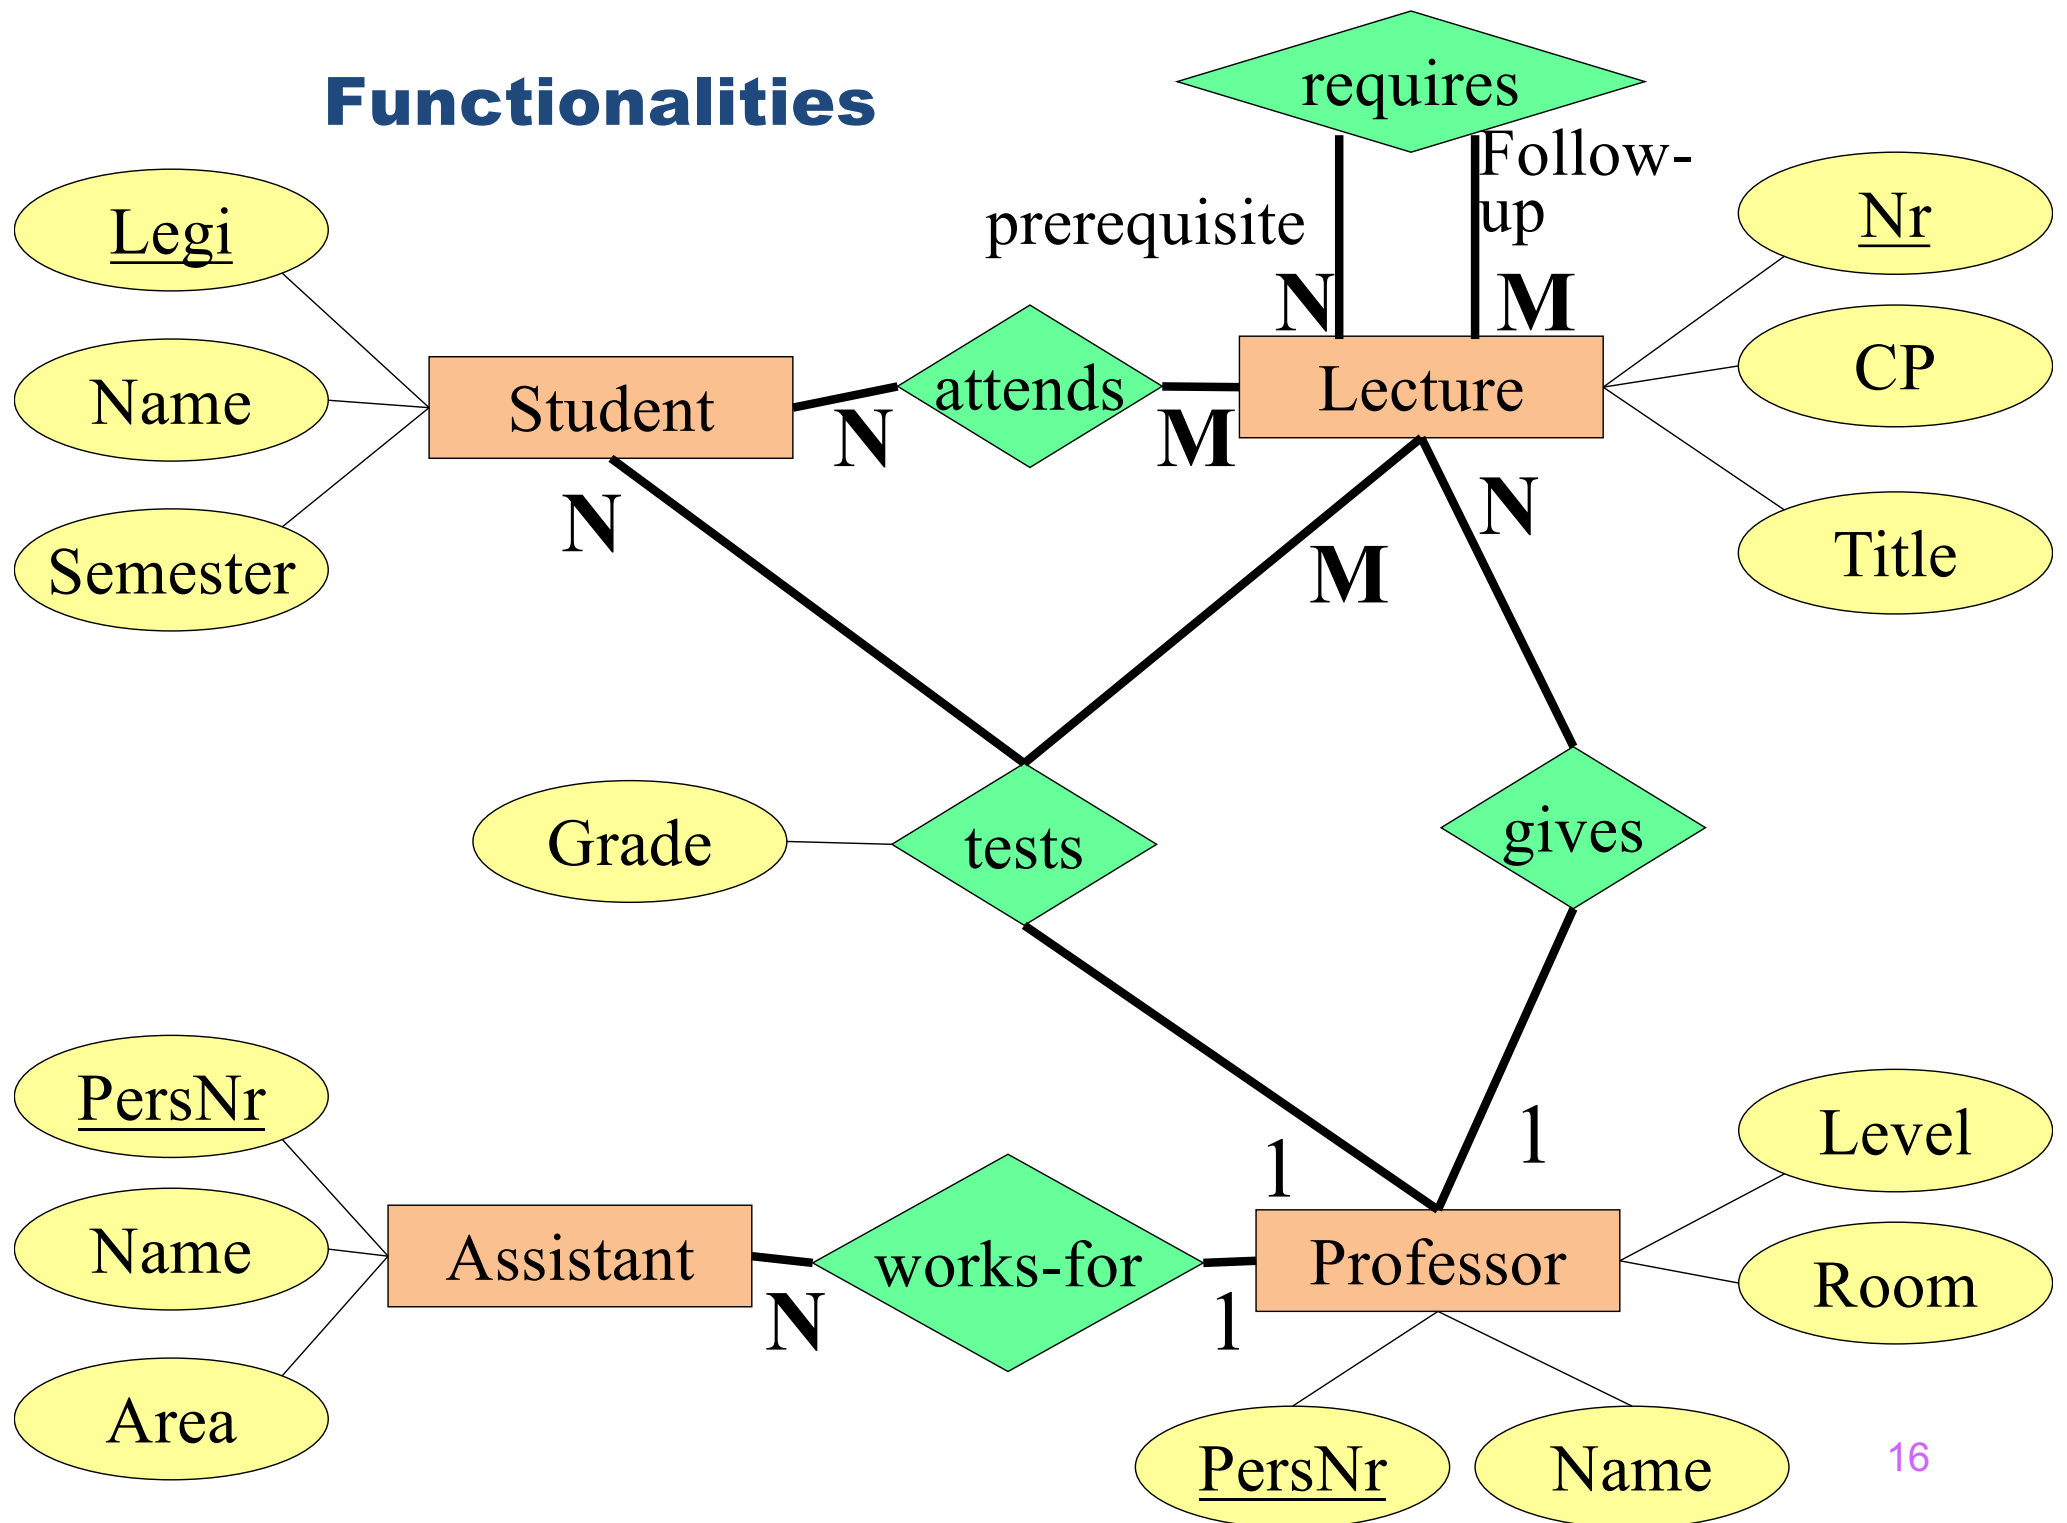 Functionalities
requires
Follow-
up
prerequisite
N
M
Legi
Name
Semester
Student
N
attends
M
Lecture
Nr
CP
Title
N
M
N
Grade
tests
gives
PersNr
Name
Area
Assistant
N
works-for
1
1
1
Professor
Level
Room
PersNr
Name
16